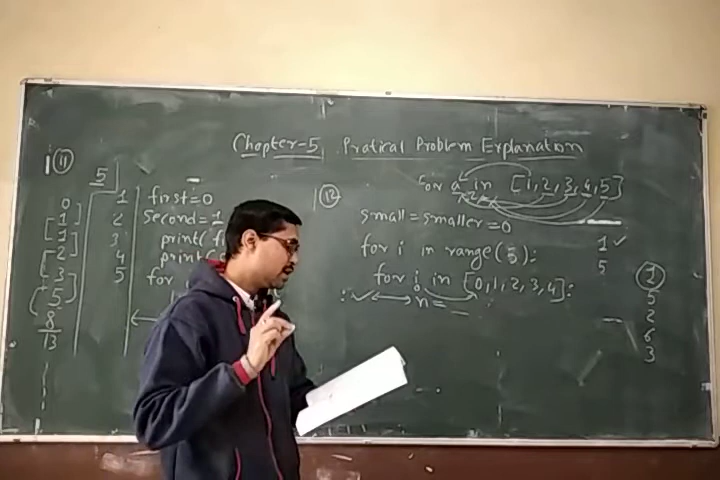 Chapter-5 Pratical Problem Explanation
i 11
5
0
[1]
[1]
[2
3
[5]
8
13
1
2
3
4
5
first=0
Second=1
print(fi
print(
for
12
for a in [1,2,3,4,5]
small=smaller=0
for i in range(5):
for i in [0,1,2,3,4]:
0
n=_
1 ✓
5
1
5
2
6
3